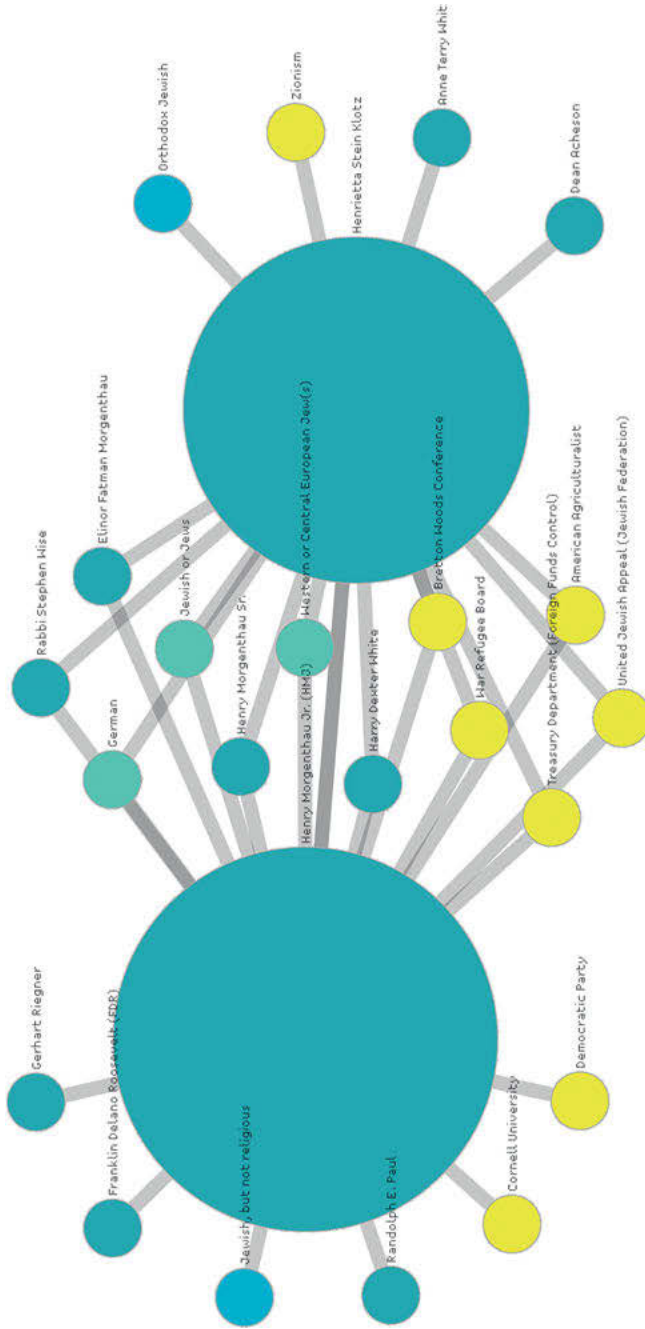 Orthodox Jewish
Zionism
Henrietta Stein Klotz
Anne Terry Whit
Dean Acheson
Rabbi Stephen Wise
Elinor Fatman Morgenthau
German
Jewish or Jews
Henry Morgenthau Sr.
Western or Central European Jew(s)
Henry Morgenthau Jr. (HMJ)
Harry Dexter White
Bretton Woods Conference
War Refugee Board
Treasury Department (Foreign Funds Control)
American Agriculturalist
United Jewish Appeal (Jewish Federation)
Gerhart Riegner
Franklin Delano Roosevelt (FDR)
Jewish, but not religious
Randolph E. Paul
Cornell University
Democratic Party